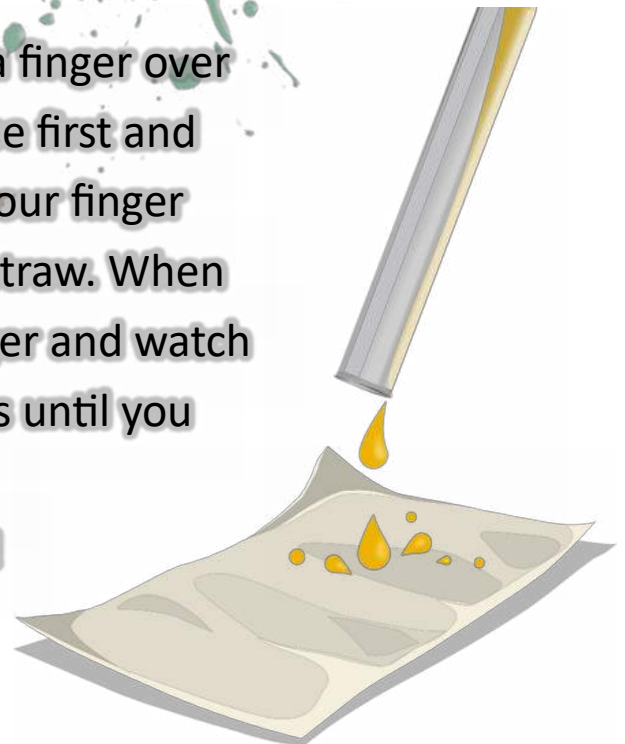 a finger over
e first and
our finger
traw. When
er and watch
s until you